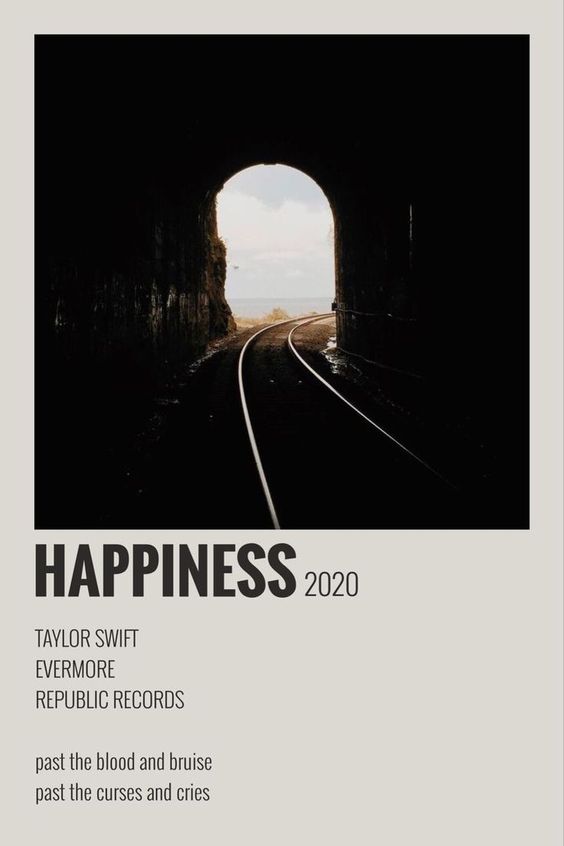 HAPPINESS 2020
TAYLOR SWIFT
EVERMORE
REPUBLIC RECORDS
past the blood and bruise
past the curses and cries